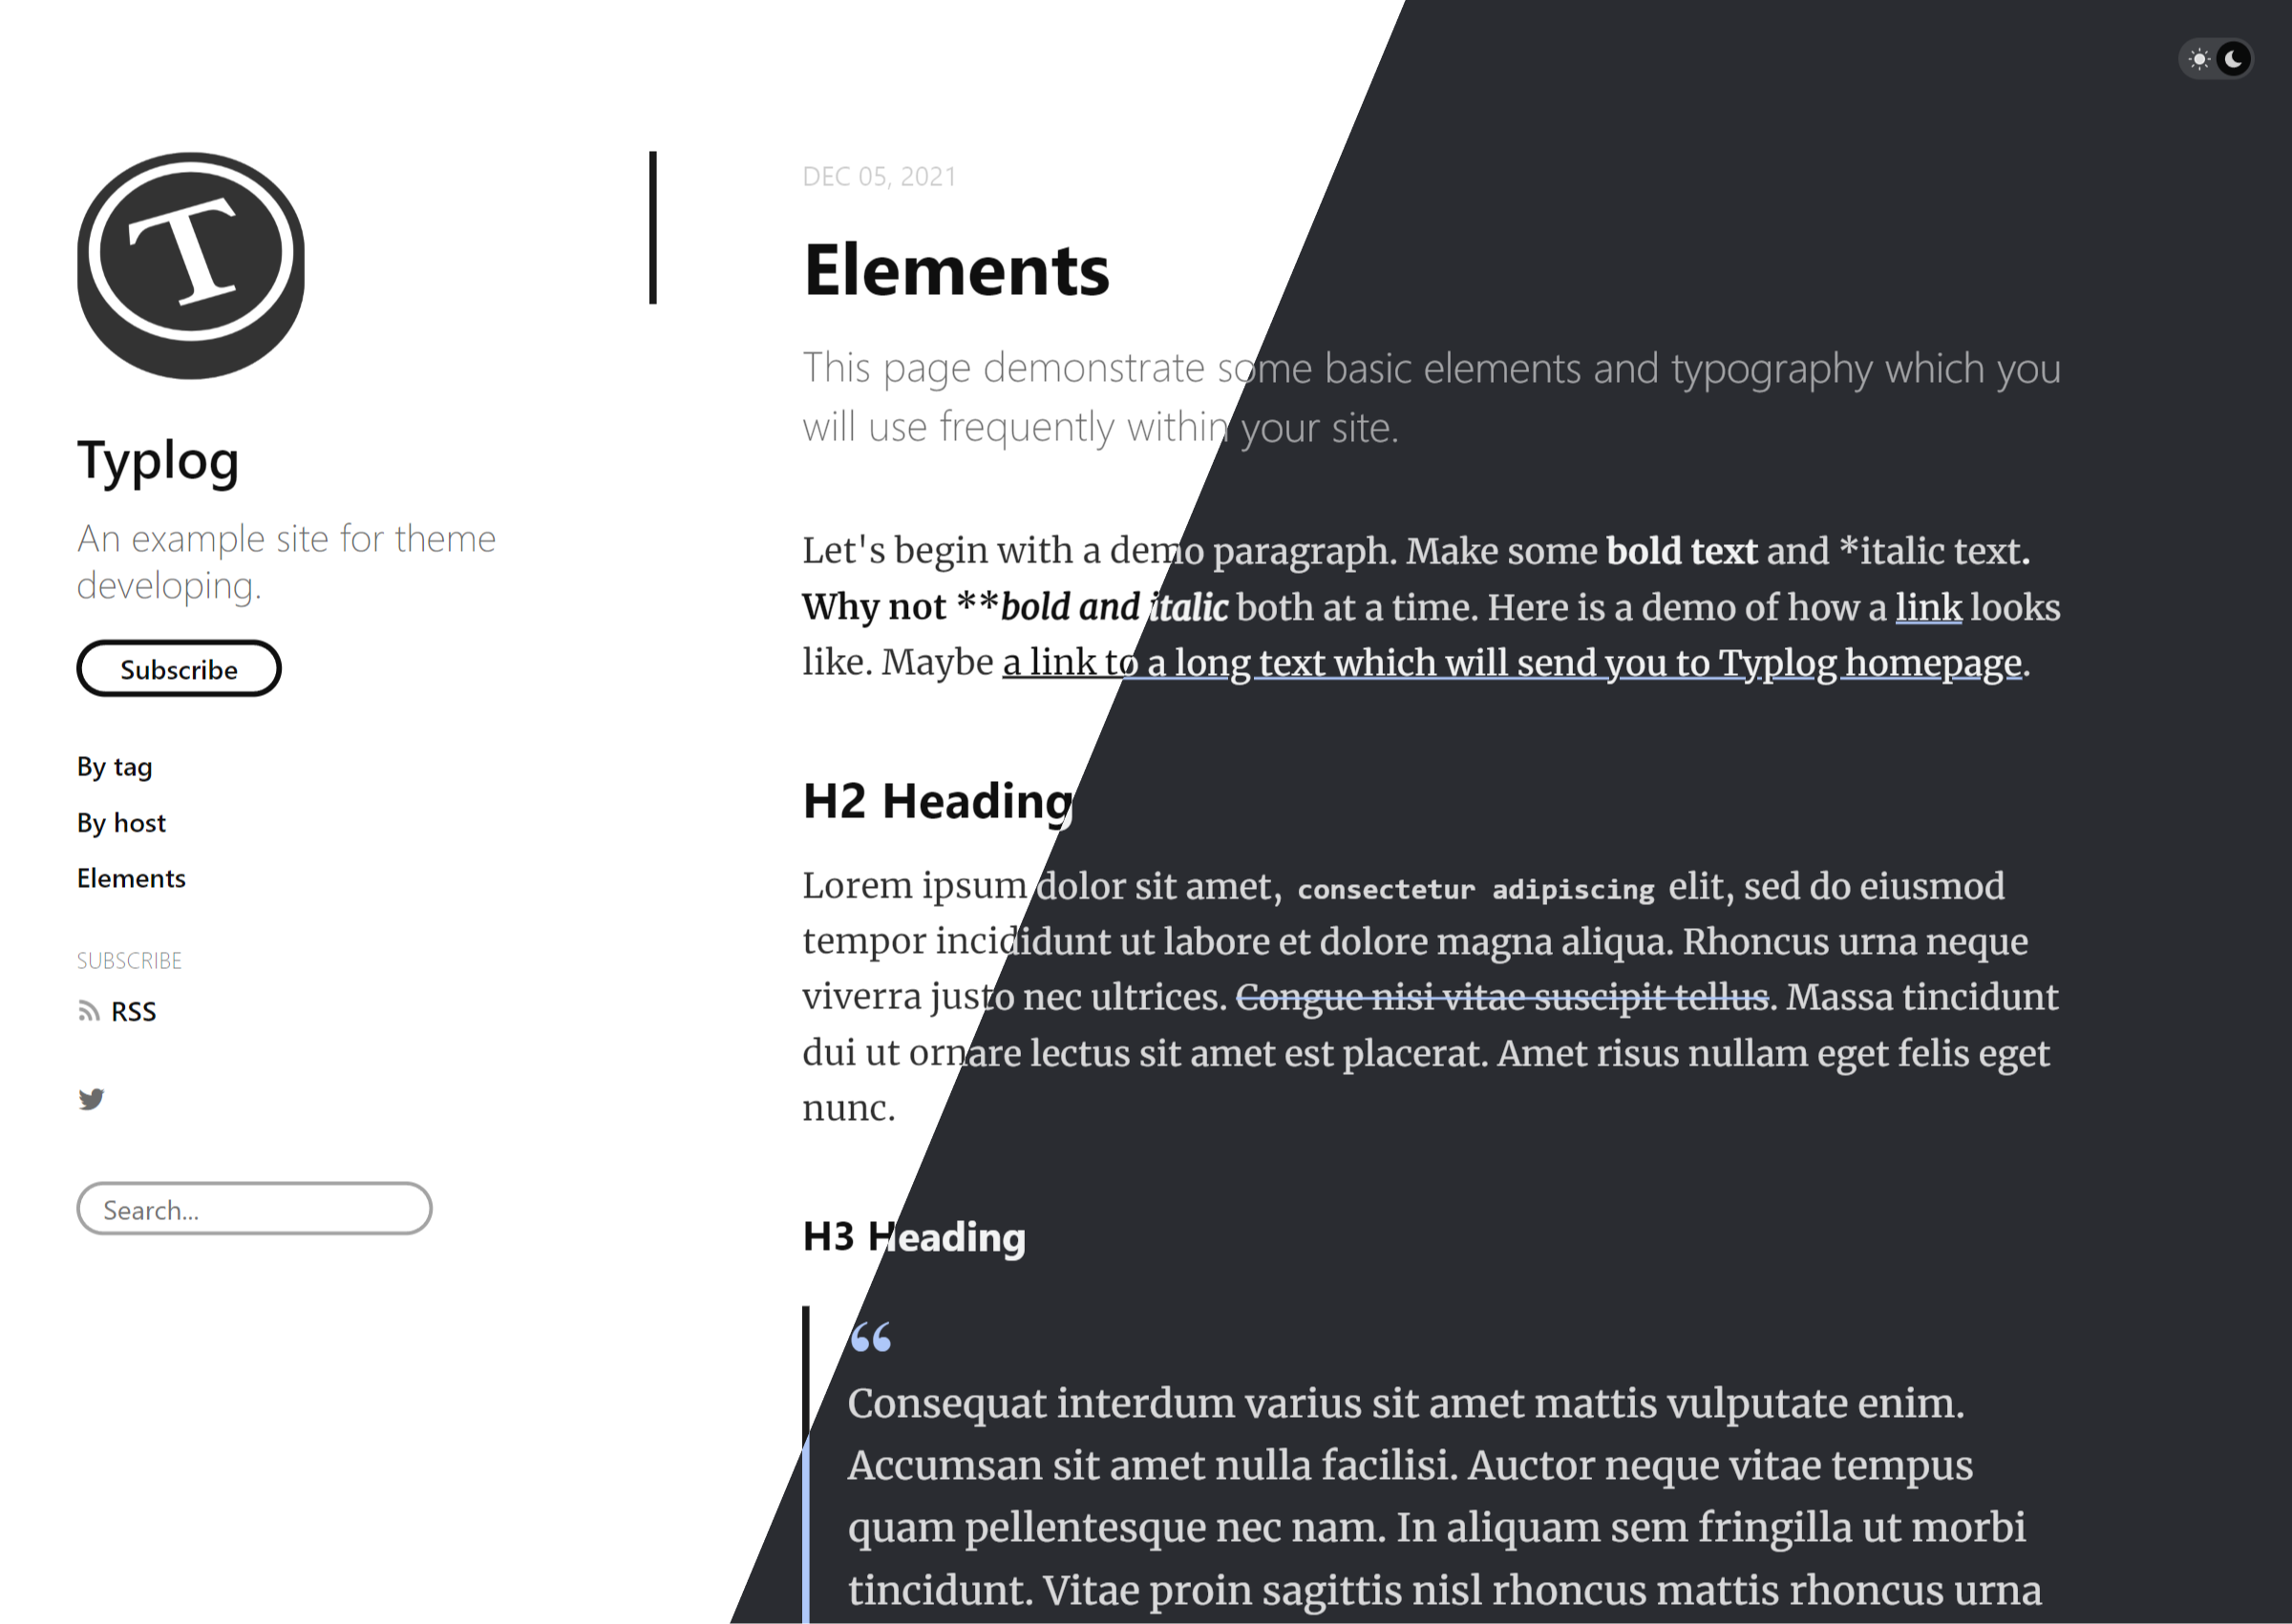 T
Typlog
An example site for theme
developing.
Subscribe
By tag
By host
Elements
SUBSCRIBE
RSS
Search...
DEC 05, 2021
Elements
This page demonstrate some basic elements and typography which you
will use frequently within your site.
Let's begin with a demo paragraph. Make some bold text and *italic text.
Why not **bold and italic both at a time. Here is a demo of how a link looks
like. Maybe a link to a long text which will send you to Typlog homepage.
H2 Heading
Lorem ipsum dolor sit amet, consectetur adipiscing elit, sed do eiusmod
tempor incididunt ut labore et dolore magna aliqua. Rhoncus urna neque
viverra justo nec ultrices. Congue nisi vitae suscipit tellus. Massa tincidunt
dui ut ornare lectus sit amet est placerat. Amet risus nullam eget felis eget
nunc.
H3 Heading
“
Consequat interdum varius sit amet mattis vulputate enim.
Accumsan sit amet nulla facilisi. Auctor neque vitae tempus
quam pellentesque nec nam. In aliquam sem fringilla ut morbi
tincidunt. Vitae proin sagittis nisl rhoncus mattis rhoncus urna